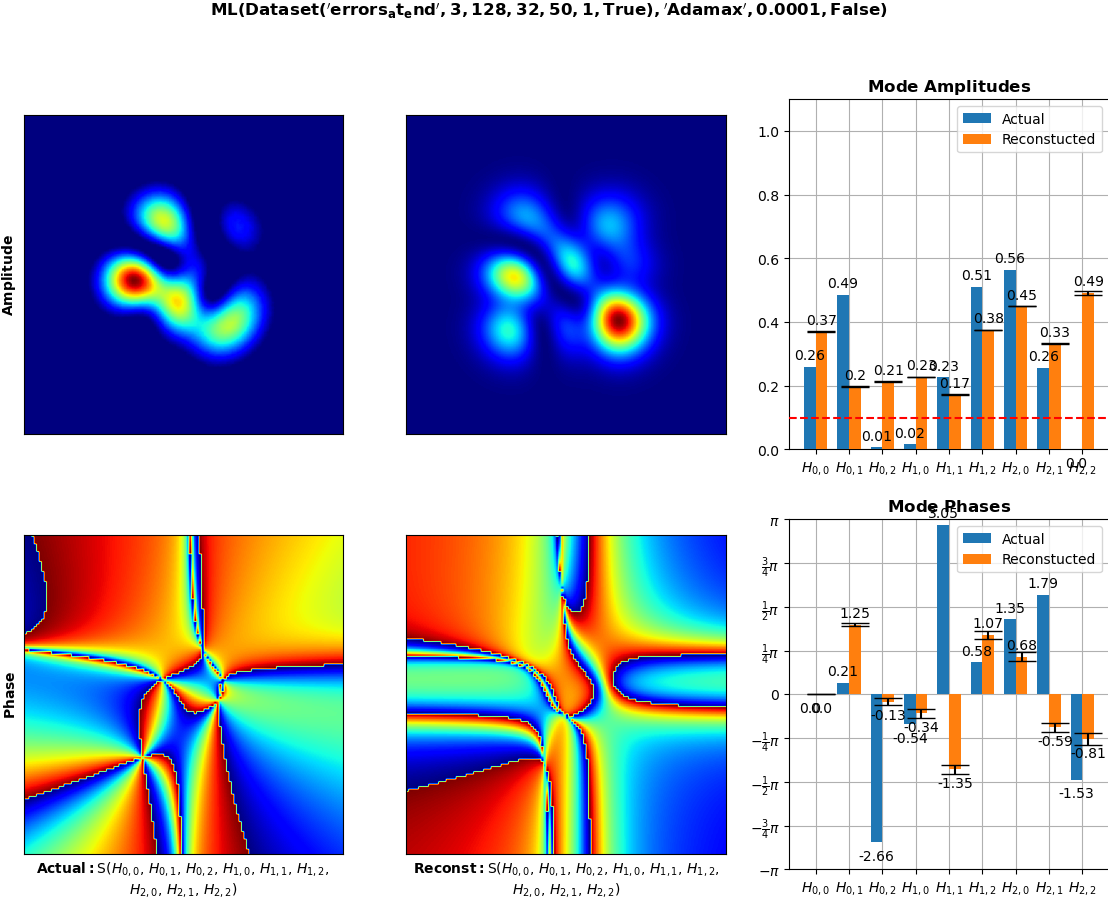 ML(Dataset('errors_at_end', 3, 128, 32, 50, 1, True), 'Adamax', 0.0001, False)
Amplitude
Mode Amplitudes
Actual
Reconstucted
1.0
0.8
0.6
0.4
0.2
0.0
0.26 0.49 0.01 0.02 0.23 0.51 0.56 0.26 0.0
0.37 0.2 0.21 0.23 0.17 0.38 0.45 0.33 0.49
H0,0 H0,1 H0,2 H1,0 H1,1 H1,2 H2,0 H2,1 H2,2
Phase
Actual: S(H0,0, H0,1, H0,2, H1,0, H1,1, H1,2,
H2,0, H2,1, H2,2)
Reconst: S(H0,0, H0,1, H0,2, H1,0, H1,1, H1,2,
H2,0, H2,1, H2,2)
Mode Phases
Actual
Reconstucted
π
3/4π
1/2π
1/4π
0
−1/4π
−1/2π
−3/4π
−π
0.0 0.21 -2.66 -0.54 3.05 0.58 1.35 1.79 -1.53
0.0 1.25 -0.13 -0.34 -1.35 1.07 0.68 -0.59 -0.81
H0,0 H0,1 H0,2 H1,0 H1,1 H1,2 H2,0 H2,1 H2,2